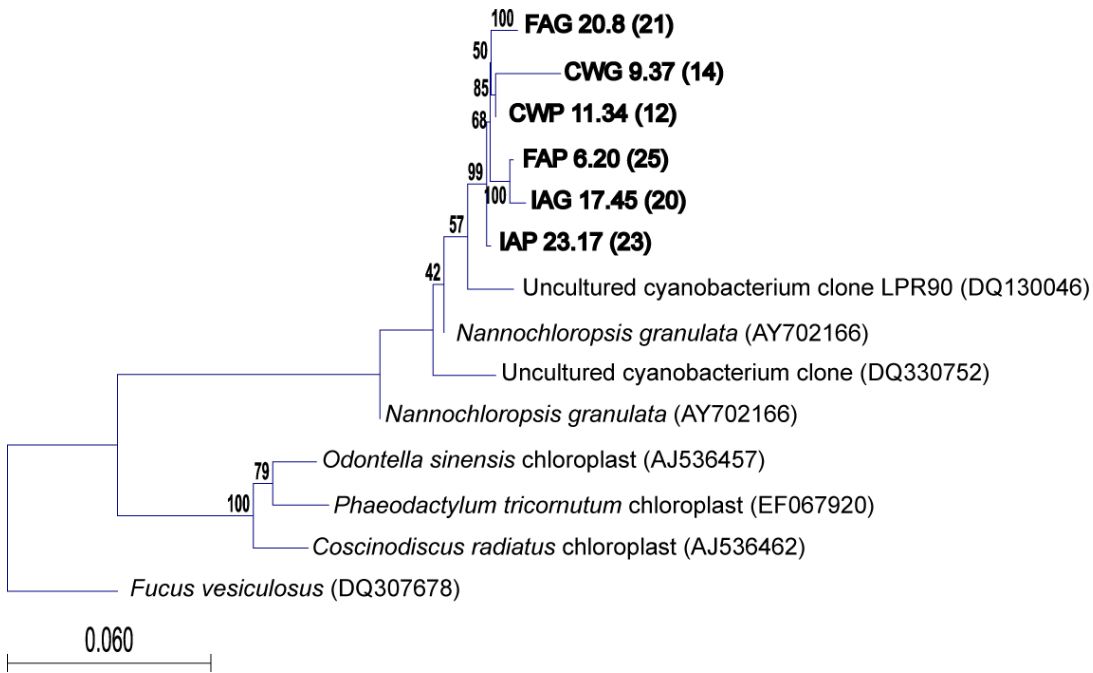 100 FAG 20.8 (21)
50
CWG 9.37 (14)
85
CWP 11.34 (12)
68
FAP 6.20 (25)
99
100 IAG 17.45 (20)
57
IAP 23.17 (23)
42
Uncultured cyanobacterium clone LPR90 (DQ130046)
Nannochloropsis granulata (AY702166)
Uncultured cyanobacterium clone (DQ330752)
Nannochloropsis granulata (AY702166)
Odontella sinensis chloroplast (AJ536457)
79
Phaeodactylum tricornutum chloroplast (EF067920)
100
Coscinodiscus radiatus chloroplast (AJ536462)
Fucus vesiculosus (DQ307678)
0.060